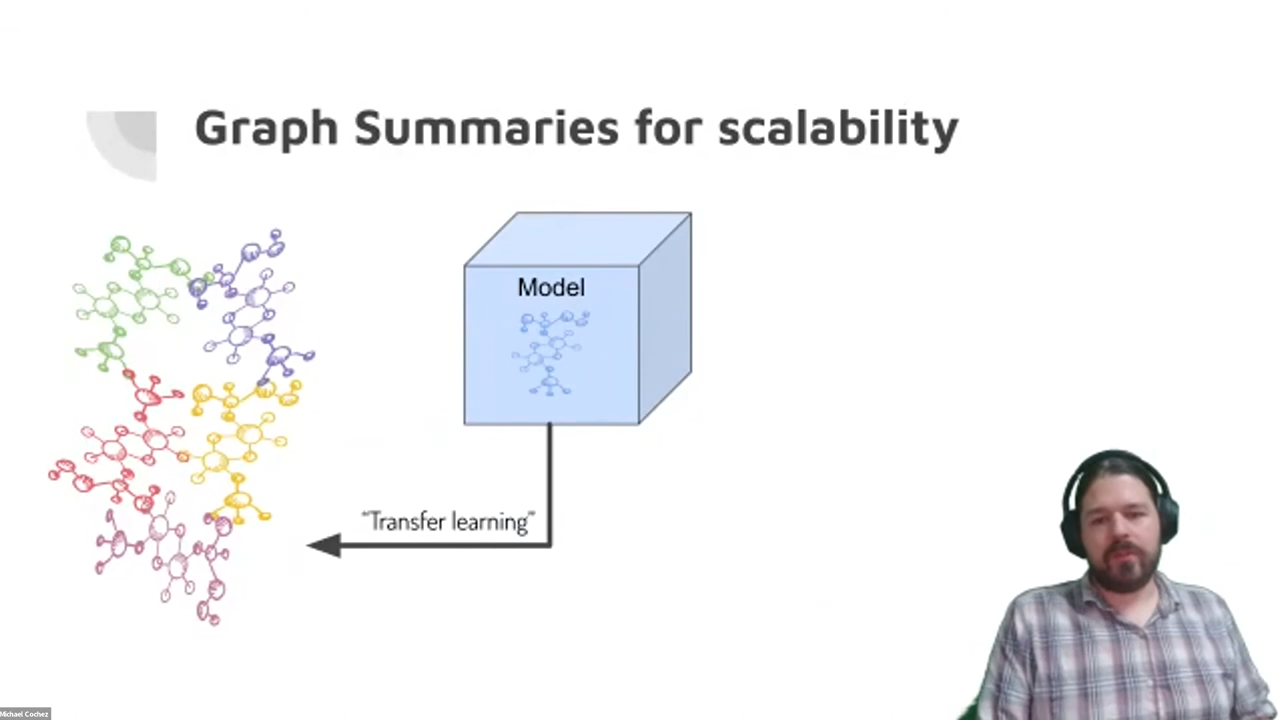 Graph Summaries for scalability
Model
“Transfer learning”
Michael Cochez